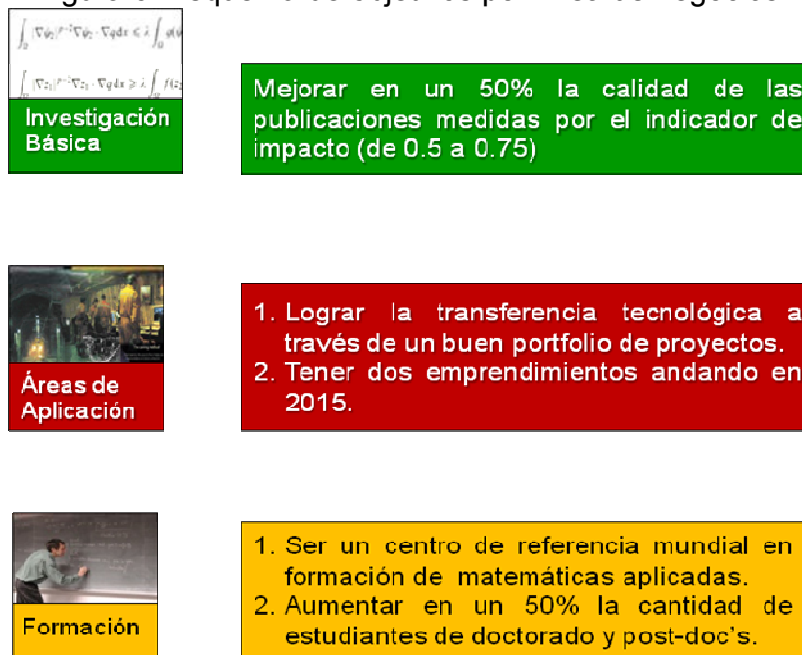 Investigación
Básica
Mejorar en un 50% la calidad de las
publicaciones medidas por el indicador de
impacto (de 0.5 a 0.75)
Áreas de
Aplicación
1. Lograr la transferencia tecnológica a
través de un buen portfolio de proyectos.
2. Tener dos emprendimientos andando en
2015.
Formación
1. Ser un centro de referencia mundial en
formación de matemáticas aplicadas.
2. Aumentar en un 50% la cantidad de
estudiantes de doctorado y post-doc's.